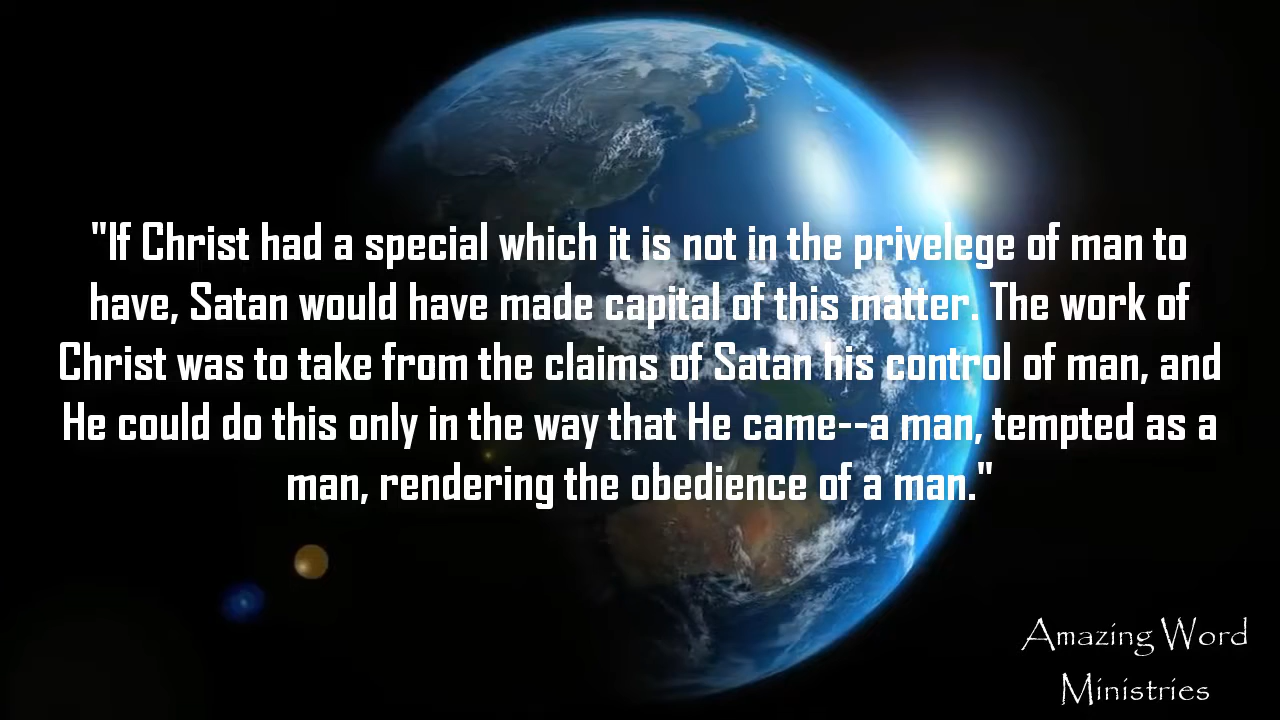 "If Christ had a special which it is not in the privelege of man to
have, Satan would have made capital of this matter. The work of
Christ was to take from the claims of Satan his control of man, and
He could do this only in the way that He came--a man, tempted as a
man, rendering the obedience of a man."
Amazing Word
Ministries